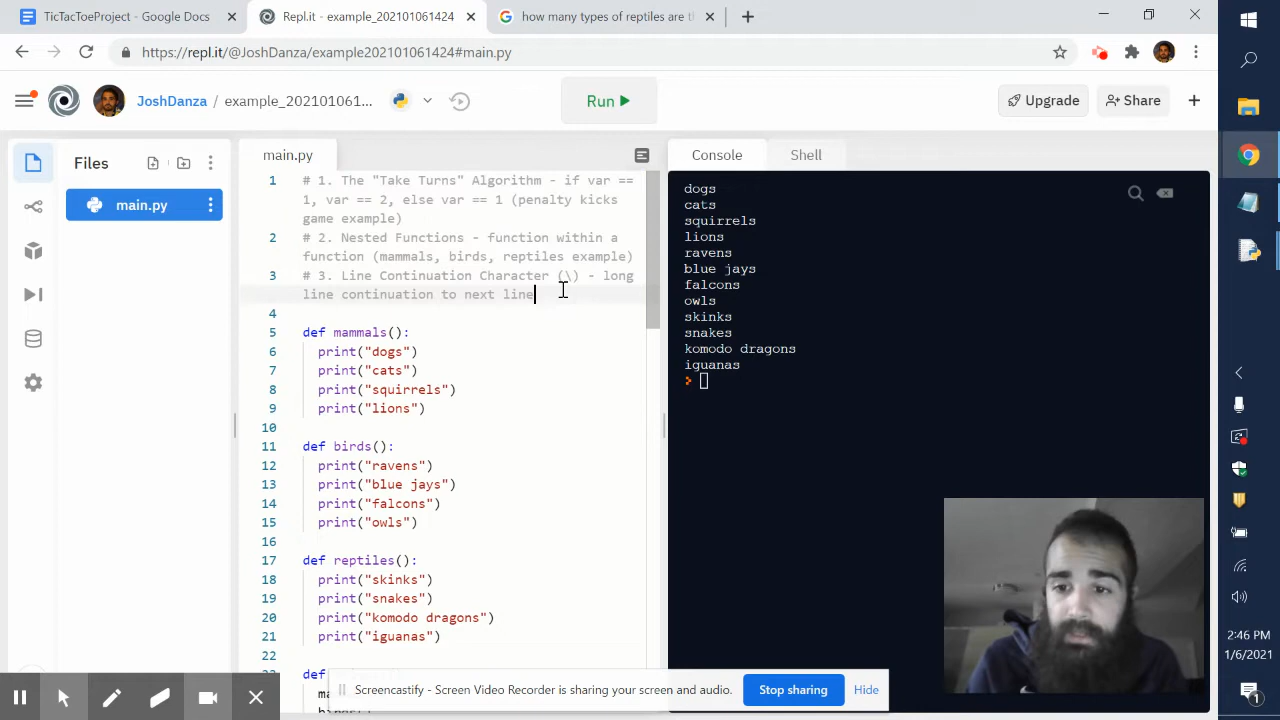 TicTacToeProject - Google Docs
Repl.it - example_202101061424
how many types of reptiles are t
https://repl.it/@JoshDanza/example202101061424#main.py
JoshDanza / example_202101061...
Run
Upgrade
Share
Files
main.py
main.py
Console
Shell
1 # 1. The "Take Turns" Algorithm - if var ==
1, var == 2, else var == 1 (penalty kicks
game example)
2 # 2. Nested Functions - function within a
function (mammals, birds, reptiles example)
3 # 3. Line Continuation Character (\) - long
line continuation to next line
4
5 def mammals():
6 print("dogs")
7 print("cats")
8 print("squirrels")
9 print("lions")
10
11 def birds():
12 print("ravens")
13 print("blue jays")
14 print("falcons")
15 print("owls")
16
17 def reptiles():
18 print("skinks")
19 print("snakes")
20 print("komodo dragons")
21 print("iguanas")
22
dogs
cats
squirrels
lions
ravens
blue jays
falcons
owls
skinks
snakes
komodo dragons
iguanas
Screencastify - Screen Video Recorder is sharing your screen and audio.
Stop sharing
Hide
2:46 PM
1/6/2021
1